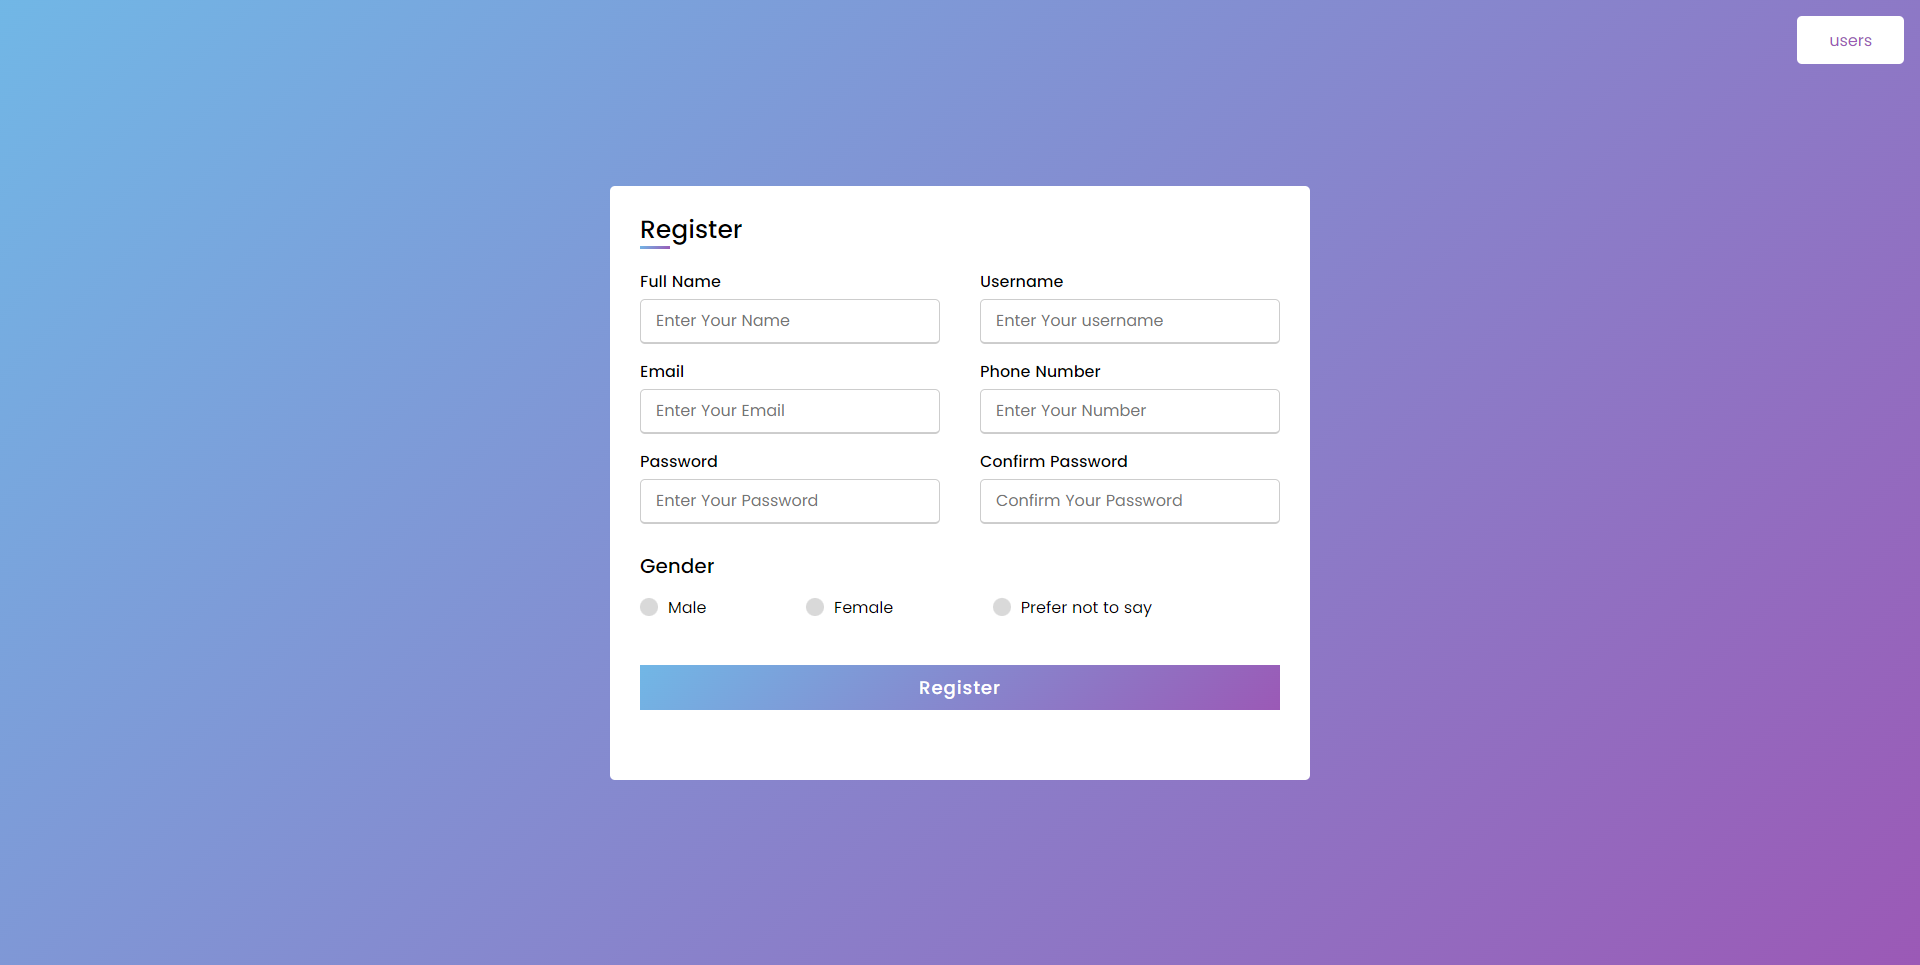 users
Register
Full Name
Username
Enter Your Name
Enter Your username
Email
Phone Number
Enter Your Email
Enter Your Number
Password
Confirm Password
Enter Your Password
Confirm Your Password
Gender
Male
Female
Prefer not to say
Register